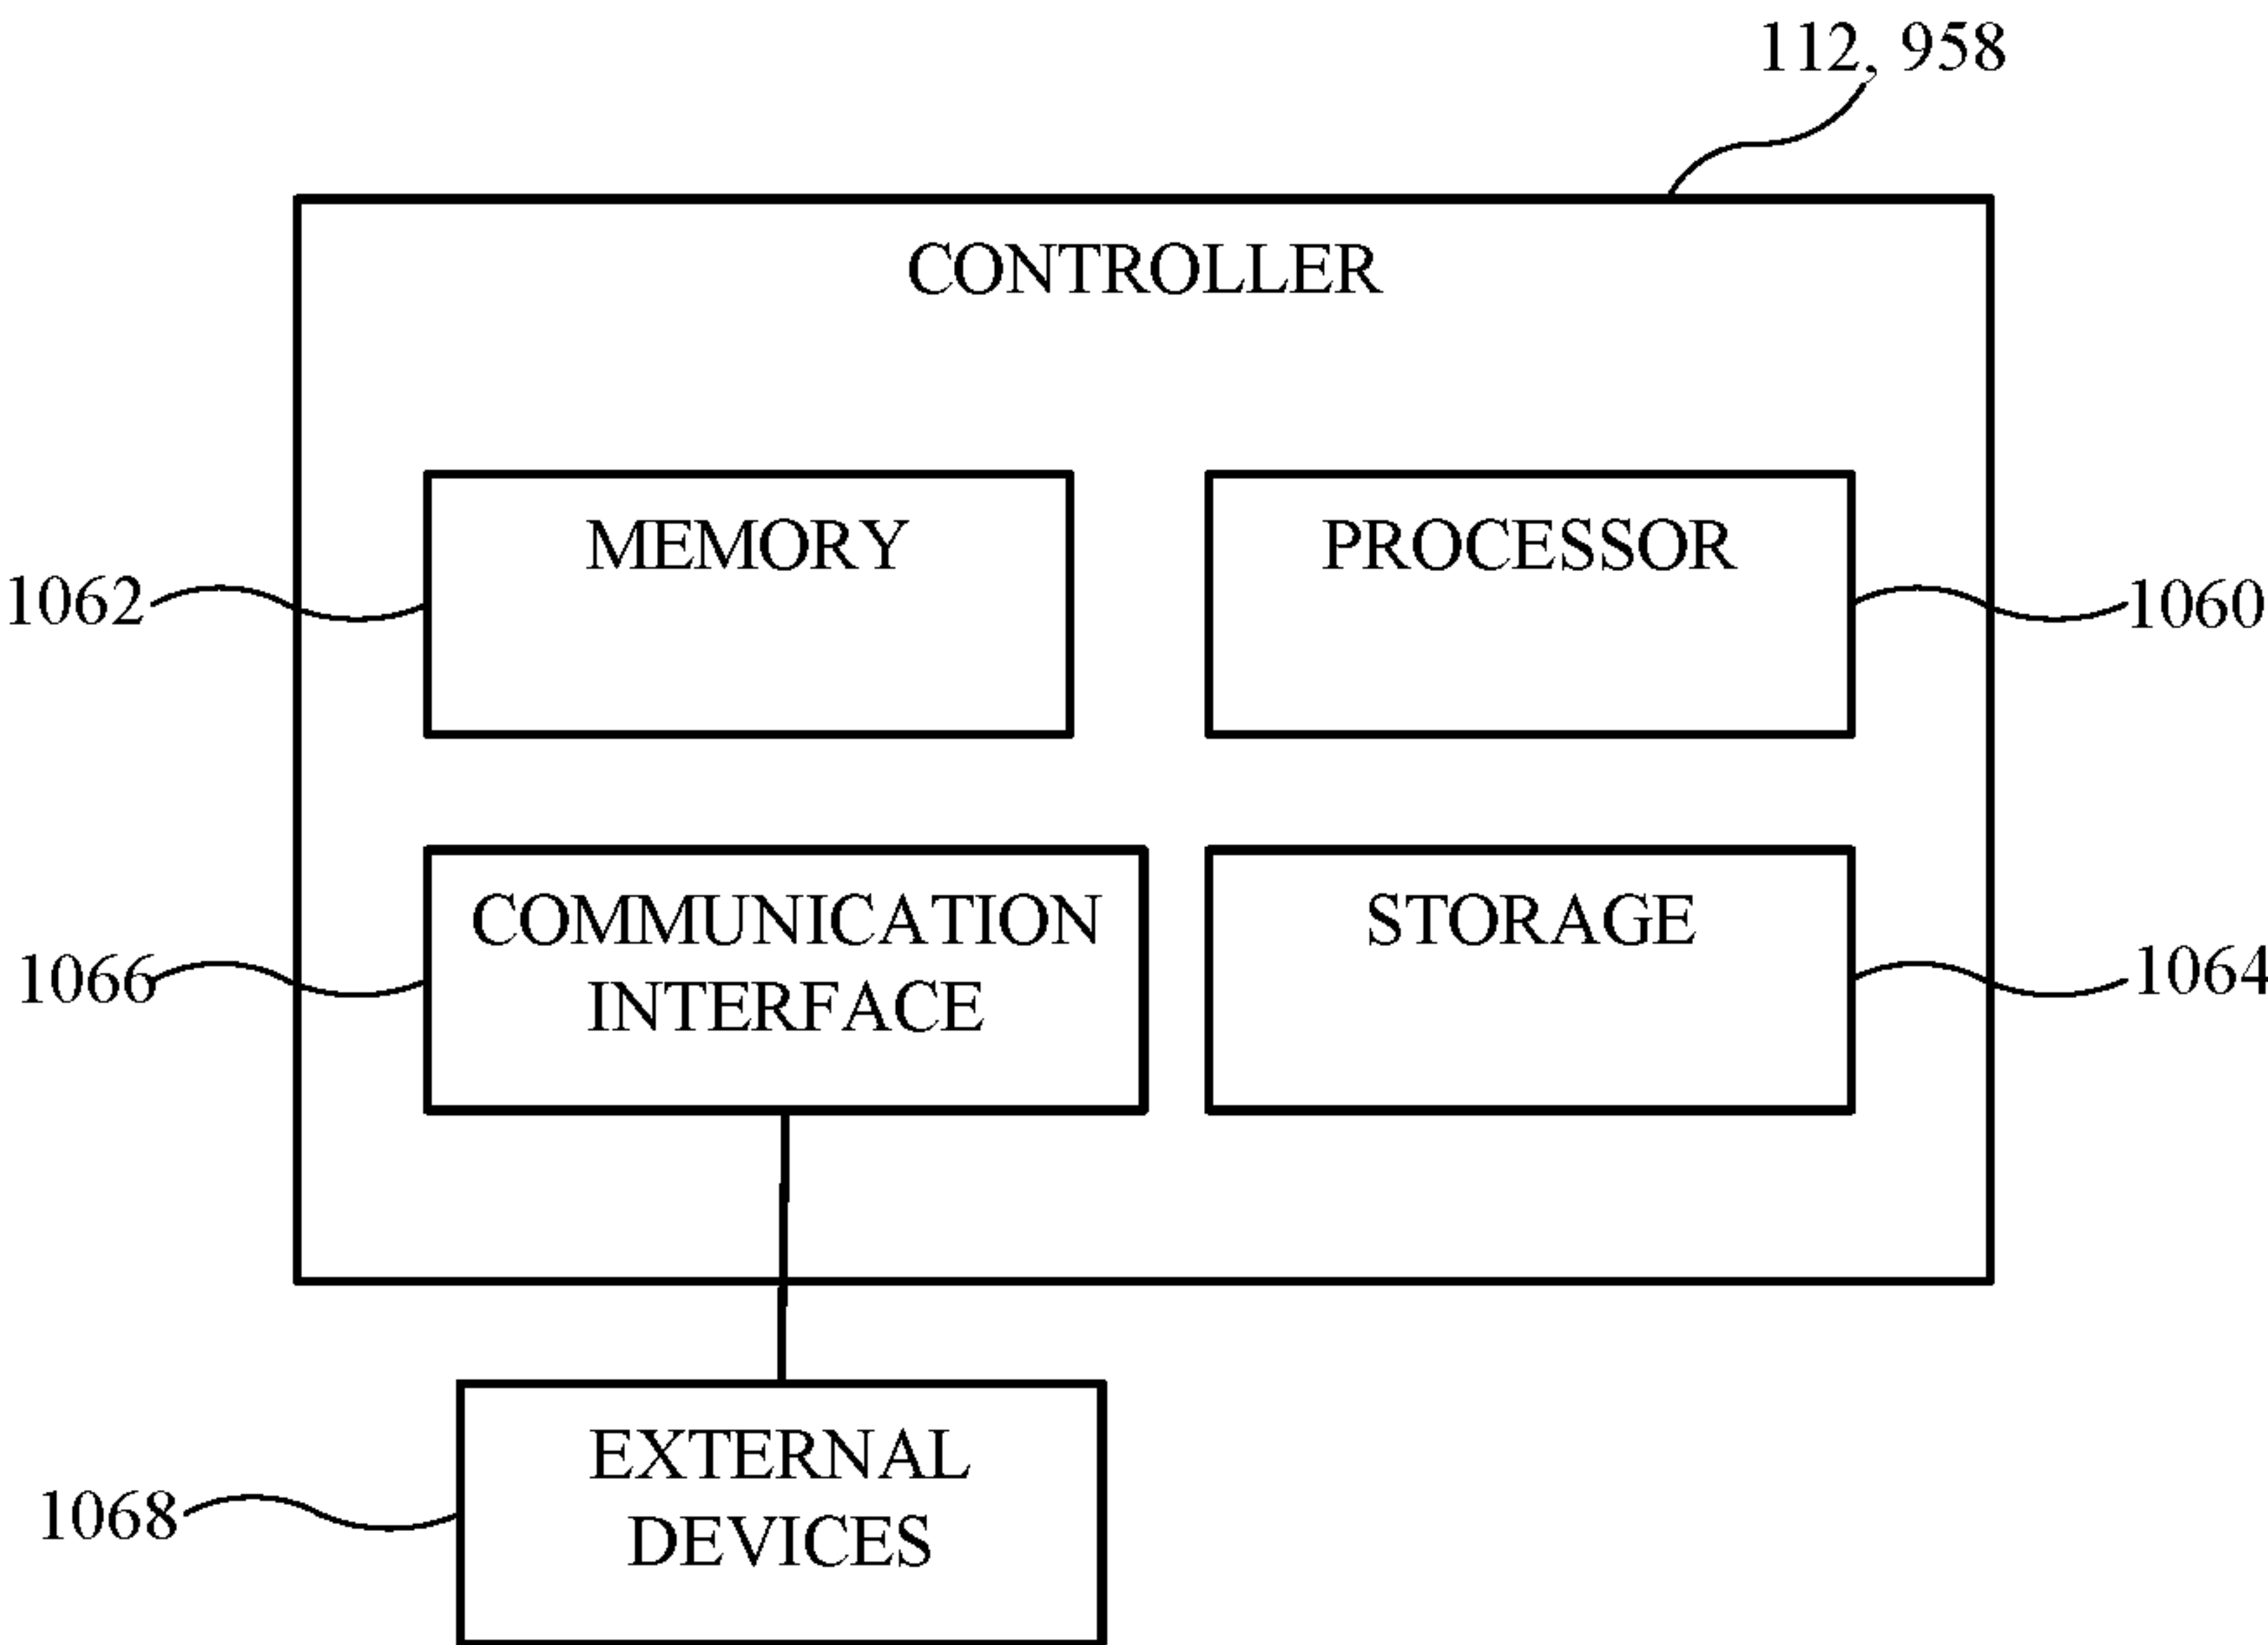 112, 958
CONTROLLER
MEMORY
PROCESSOR
1062
1060
COMMUNICATION
INTERFACE
STORAGE
1066
1064
EXTERNAL
DEVICES
1068